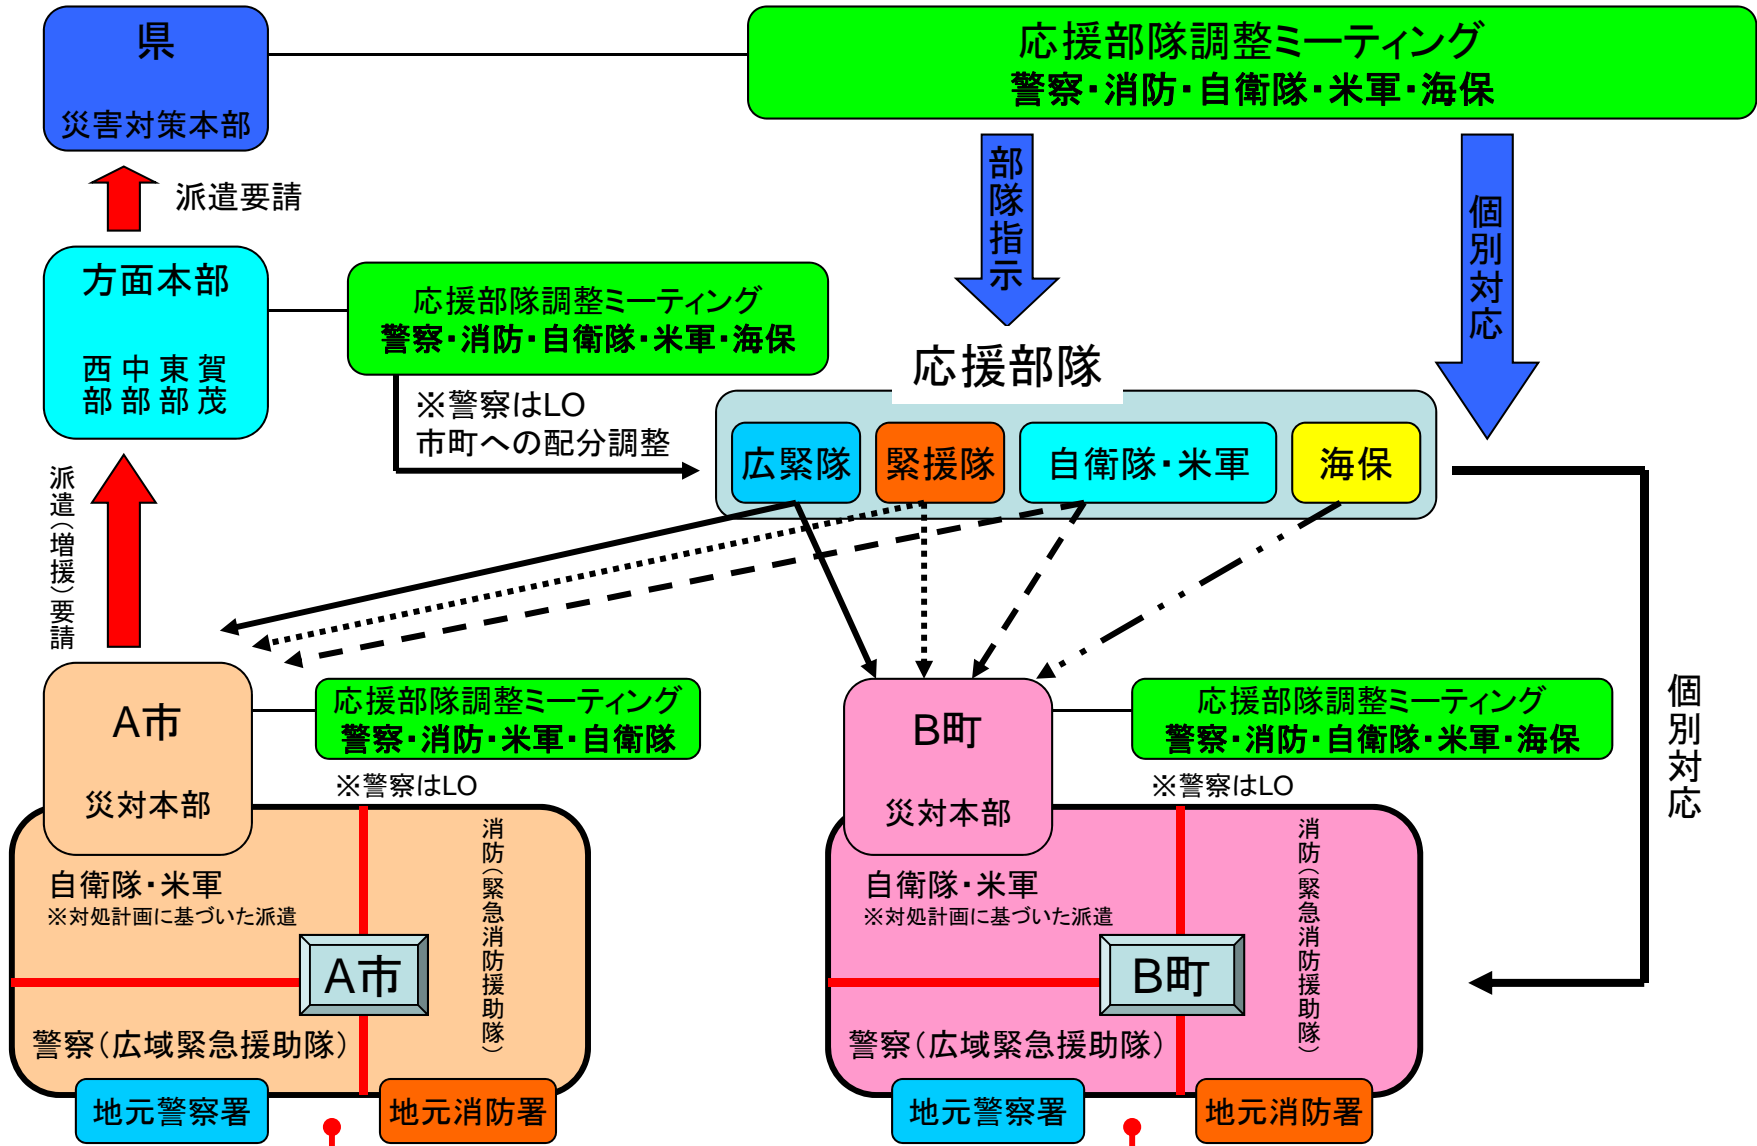 県
災害対策本部
応援部隊調整ミーティング
警察・消防・自衛隊・米軍・海保
派遣要請
部隊指示
個別対応
方面本部
西部
中部
東部
賀茂
応援部隊調整ミーティング
警察・消防・自衛隊・米軍・海保
※警察はLO
市町への配分調整
応援部隊
広緊隊
緊援隊
自衛隊・米軍
海保
派遣（増援）要請
個別対応
A市
災対本部
応援部隊調整ミーティング
警察・消防・米軍・自衛隊
※警察はLO
自衛隊・米軍
※対処計画に基づいた派遣
消防（緊急消防援助隊）
A市
警察（広域緊急援助隊）
地元警察署
地元消防署
B町
災対本部
応援部隊調整ミーティング
警察・消防・自衛隊・米軍・海保
※警察はLO
自衛隊・米軍
※対処計画に基づいた派遣
消防（緊急消防援助隊）
B町
警察（広域緊急援助隊）
地元警察署
地元消防署